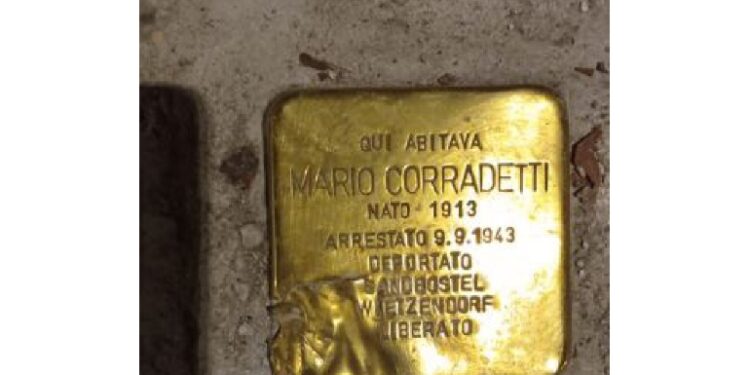 QUI ABITAVA
MARIO CORRADETTI
NATO 1913
ARRESTATO 9.9.1943
DEPORTATO
SANDBOSTEL
WIETZENDORF
LIBERATO